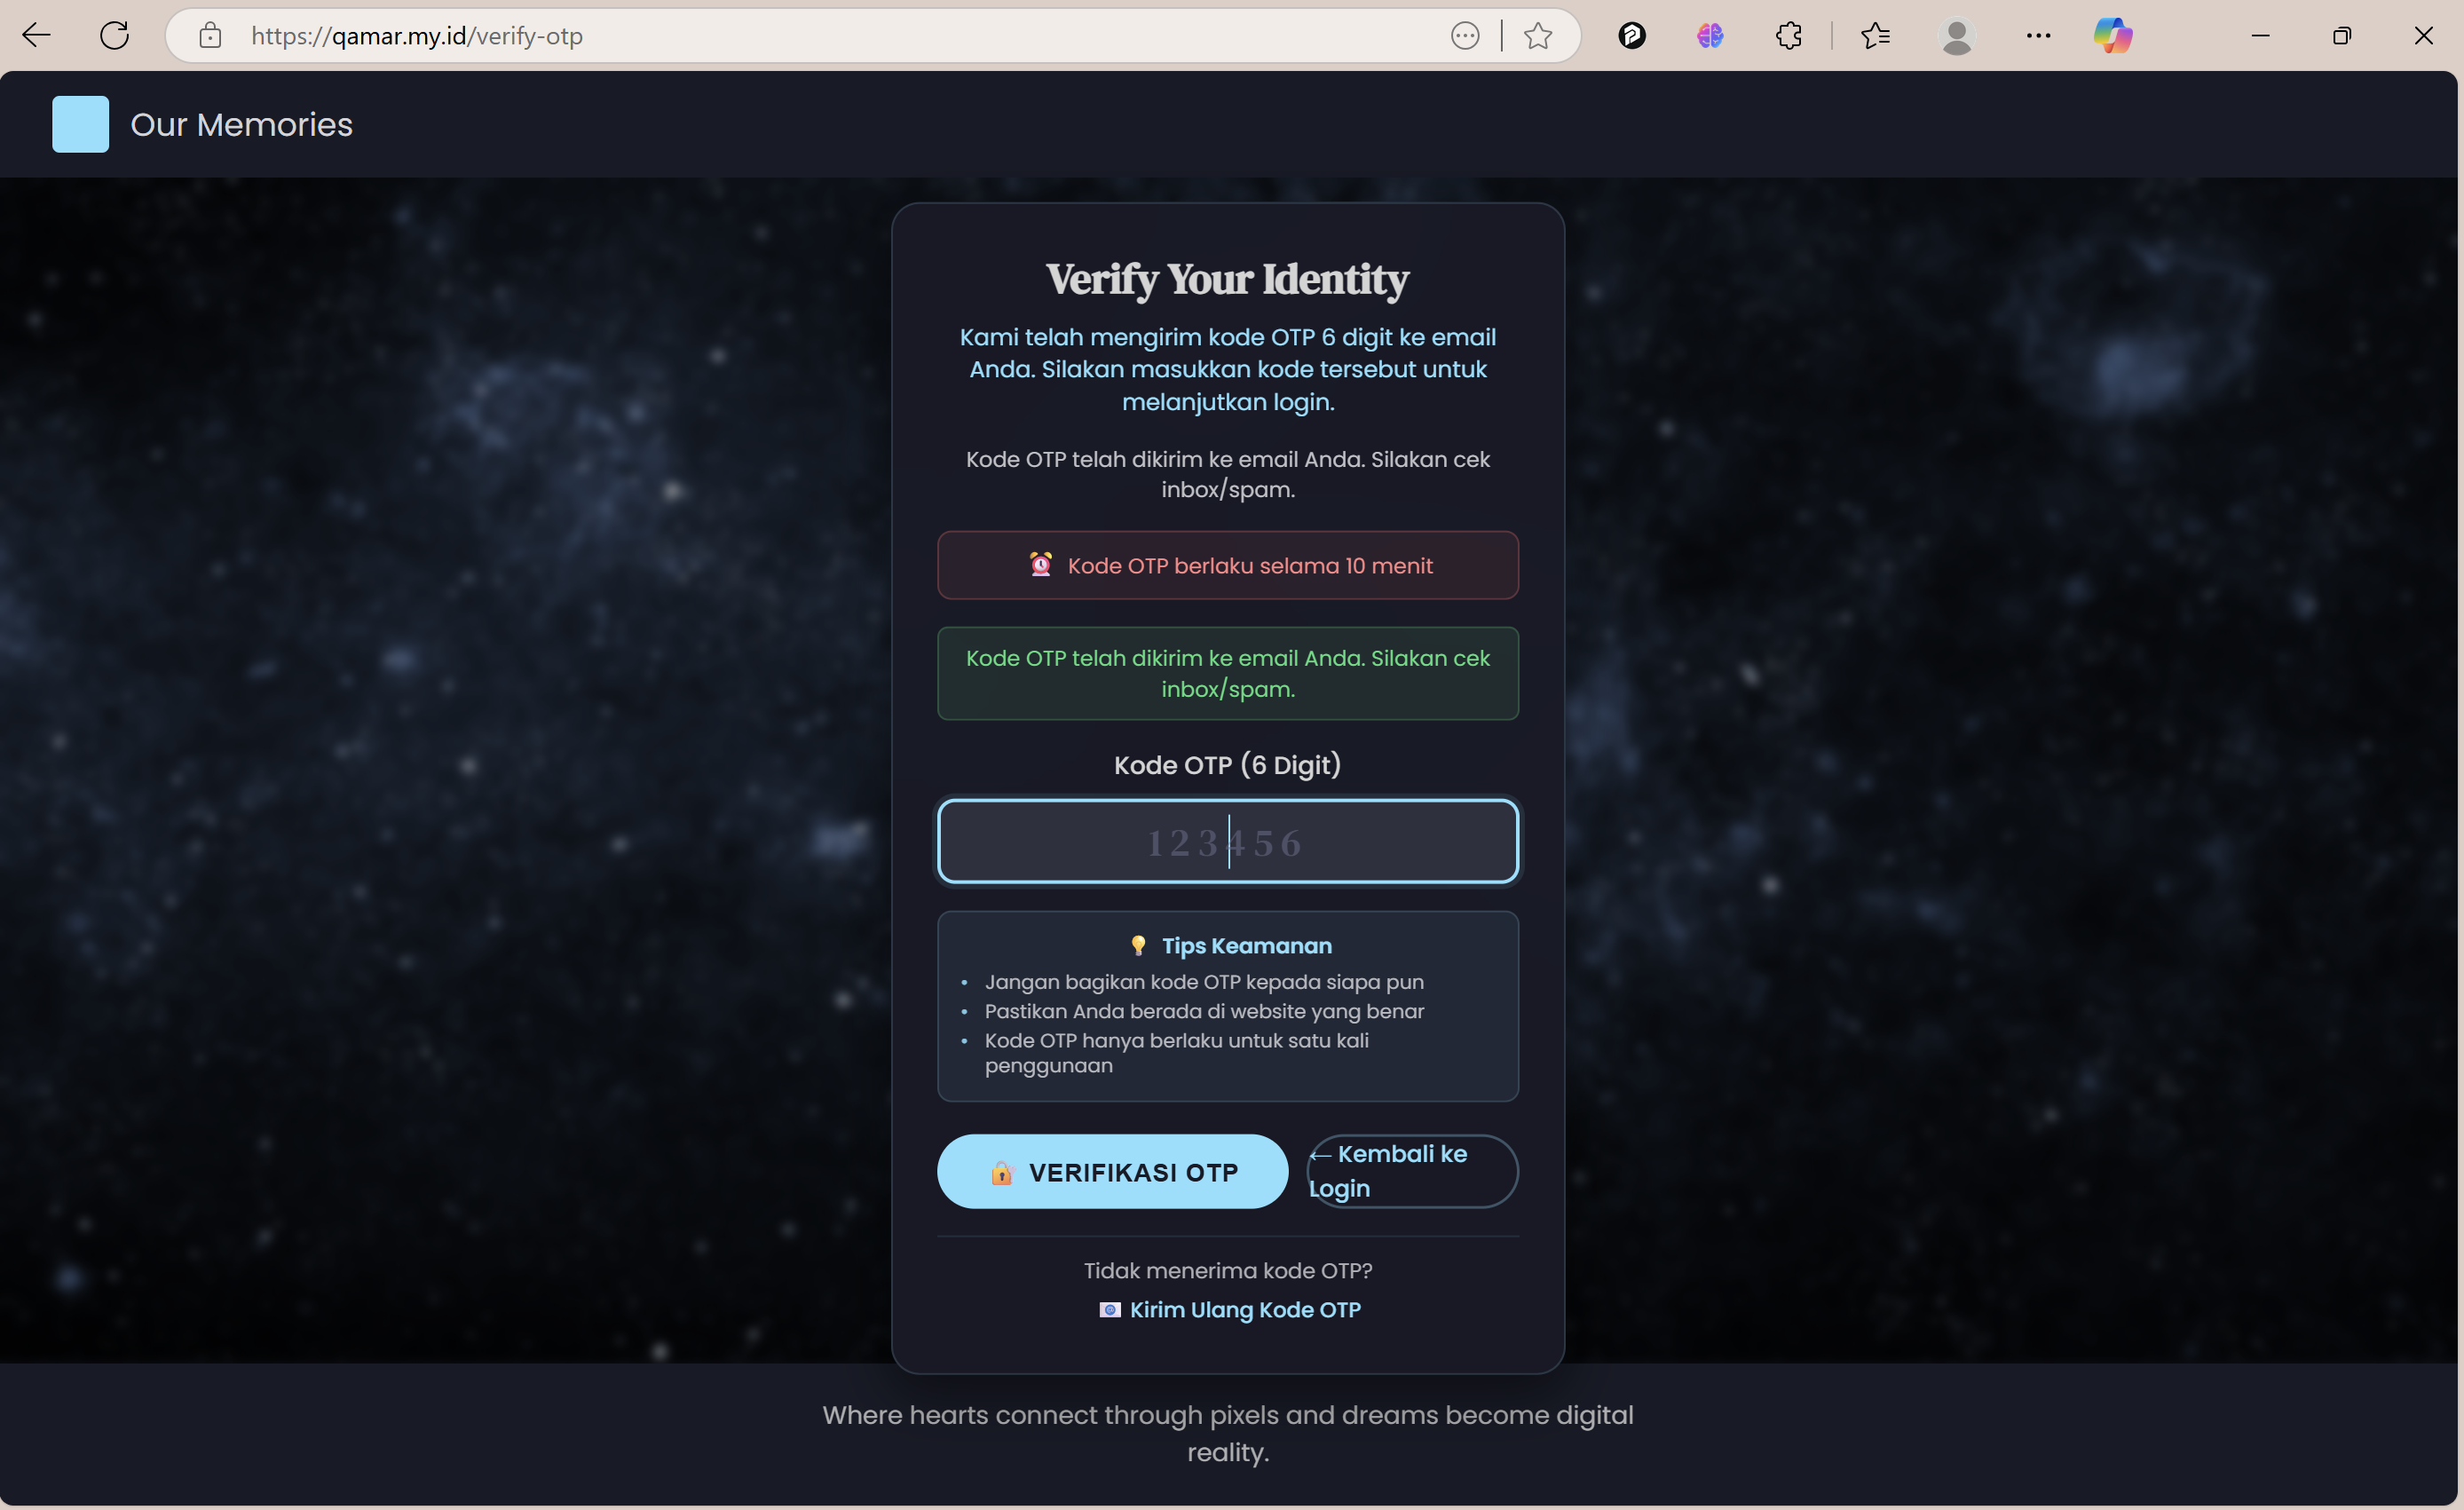 https://qamar.my.id/verify-otp
Our Memories
Verify Your Identity
Kami telah mengirim kode OTP 6 digit ke email
Anda. Silakan masukkan kode tersebut untuk
melanjutkan login.
Kode OTP telah dikirim ke email Anda. Silakan cek
inbox/spam.
⏰ Kode OTP berlaku selama 10 menit
Kode OTP telah dikirim ke email Anda. Silakan cek
inbox/spam.
Kode OTP (6 Digit)
123456
💡 Tips Keamanan
• Jangan bagikan kode OTP kepada siapa pun
• Pastikan Anda berada di website yang benar
• Kode OTP hanya berlaku untuk satu kali
penggunaan
🔐 VERIFIKASI OTP
← Kembali ke
Login
Tidak menerima kode OTP?
📧 Kirim Ulang Kode OTP
Where hearts connect through pixels and dreams become digital
reality.